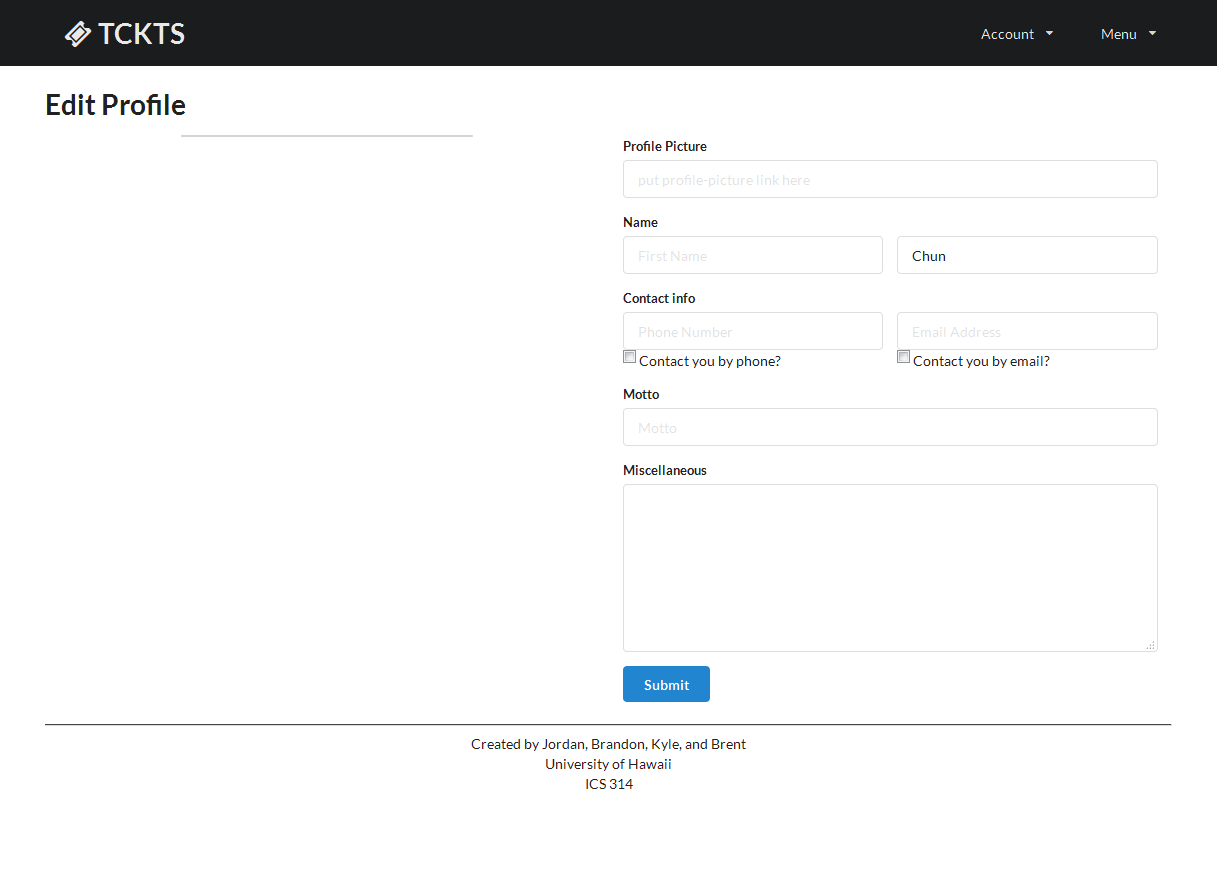 TCKTS
Account Menu
Edit Profile
Profile Picture
put profile-picture link here
Name
First Name Chun
Contact info
Phone Number Email Address
Contact you by phone? Contact you by email?
Motto
Motto
Miscellaneous
Submit
Created by Jordan, Brandon, Kyle, and Brent
University of Hawaii
ICS 314